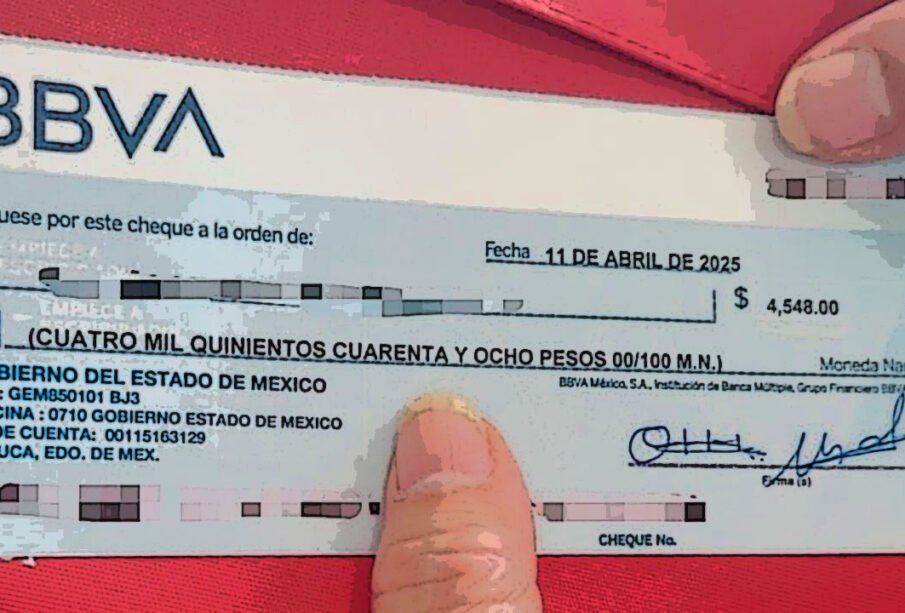 BBVA
uese por este cheque a la orden de:
Fecha 11 DE ABRIL DE 2025
$ 4,548.00
(CUATRO MIL QUINIENTOS CUARENTA Y OCHO PESOS 00/100 M.N.)
Moneda Na
BIERNO DEL ESTADO DE MEXICO
BBVA México, S.A., Institución de Banca Múltiple, Grupo Financiero BBV
: GEM850101 BJ3
CINA : 0710 GOBIERNO ESTADO DE MEXICO
DE CUENTA: 00115163129
UCA, EDO. DE MEX.
Firma (s)
CHEQUE No.